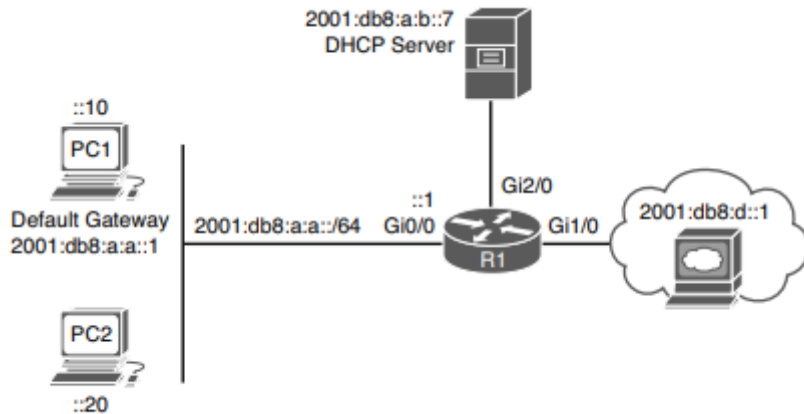 2001:db8:a:b::7
DHCP Server
::10
PC1
Default Gateway
2001:db8:a:a::1
2001:db8:a:a::/64
::1
Gi0/0
Gi2/0
R1
Gi1/0
2001:db8:d::1
PC2
::20